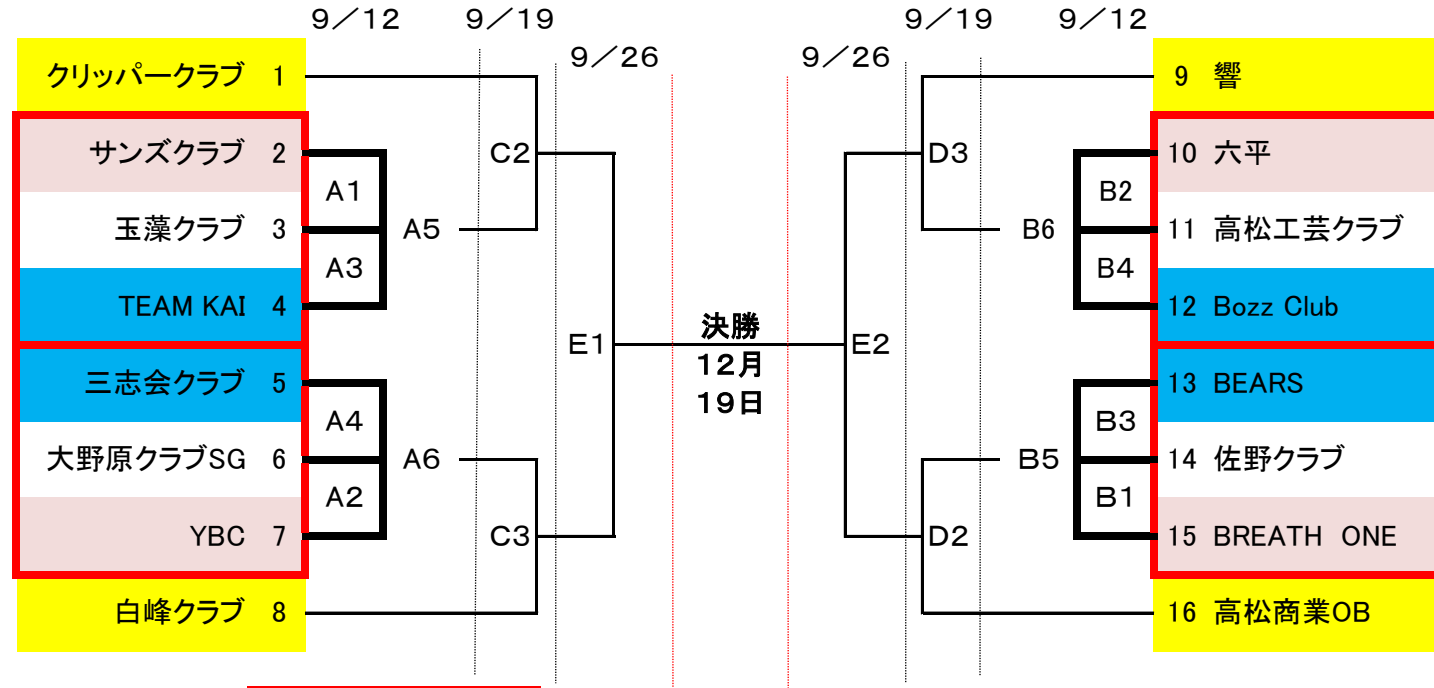 9/12 9/19 9/19 9/12
9/26 9/26
クリッパークラブ 1 9 響
サンズクラブ 2 C2 D3 10 六平
A1 B2
玉藻クラブ 3 A5 B6 11 高松工芸クラブ
A3 B4
TEAM KAI 4 12 Bozz Club
決勝
E1 E2
12月
三志会クラブ 5 13 BEARS
19日
A4 B3
大野原クラブSG 6 A6 B5 14 佐野クラブ
A2 B1
YBC 7 C3 D2 15 BREATH ONE
白峰クラブ 8 16 高松商業OB